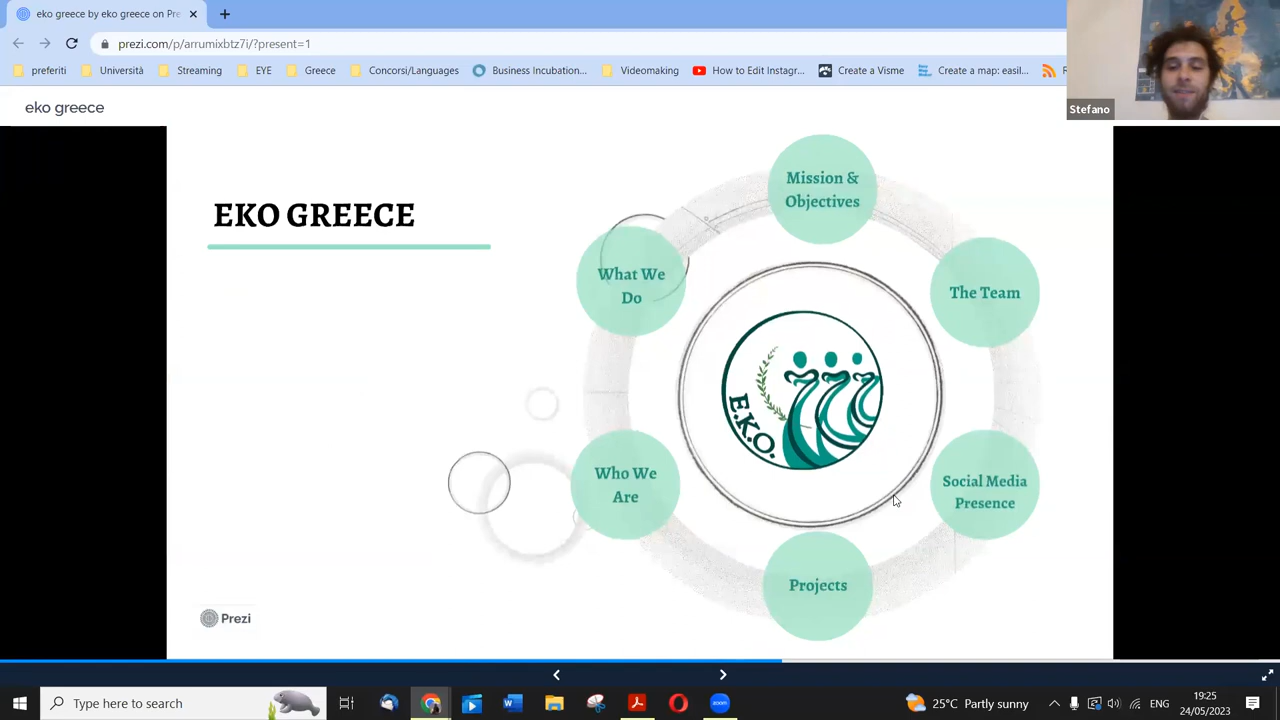 eko greece by eko greece on Pre
prezi.com/p/arrumixbtz7i/?present=1
preferiti
Università
Streaming
EYE
Greece
Concorsi/Languages
Business Incubation...
Videomaking
How to Edit Instagr...
Create a Visme
Create a map: easil...
Stefano
eko greece
EKO GREECE
Mission &
Objectives
What We
Do
The Team
E.K.O.
Who We
Are
Social Media
Presence
Projects
Prezi
Type here to search
zoom
25°C Partly sunny
ENG
19:25
24/05/2023